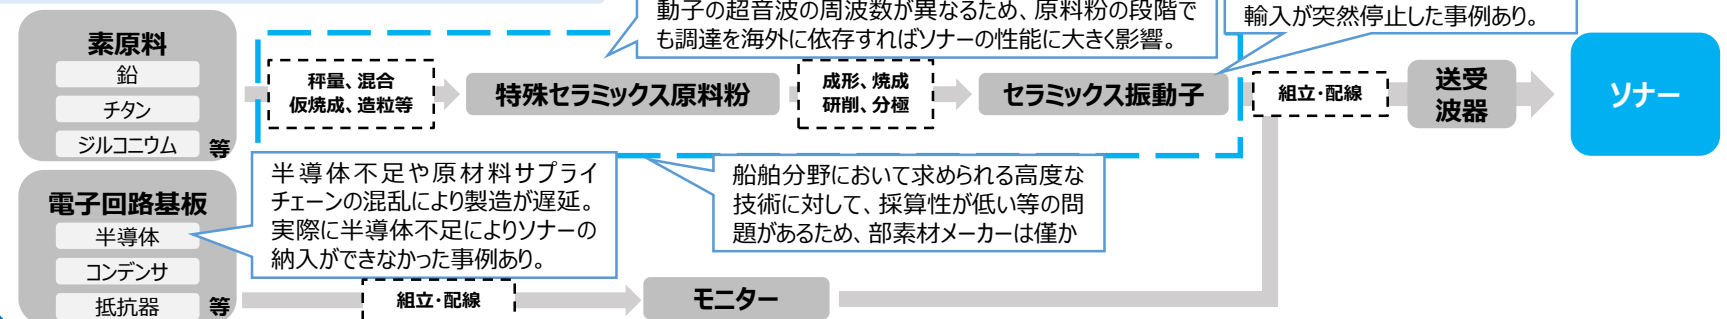 動子の超音波の周波数が異なるため、原料粉の段階で
も調達を海外に依存すればソナーの性能に大きく影響。
輸入が突然停止した事例あり。
素原料
鉛
チタン
ジルコニウム
等
秤量、混合
仮焼成、造粒等
特殊セラミックス原料粉
成形、焼成
研削、分極
セラミックス振動子
組立・配線
送受
波器
ソナー
半導体不足や原材料サプライ
チェーンの混乱により製造が遅延。
実際に半導体不足によりソナーの
納入ができなかった事例あり。
船舶分野において求められる高度な
技術に対して、採算性が低い等の問
題があるため、部素材メーカーは僅か
電子回路基板
半導体
コンデンサ
抵抗器
等
組立・配線
モニター